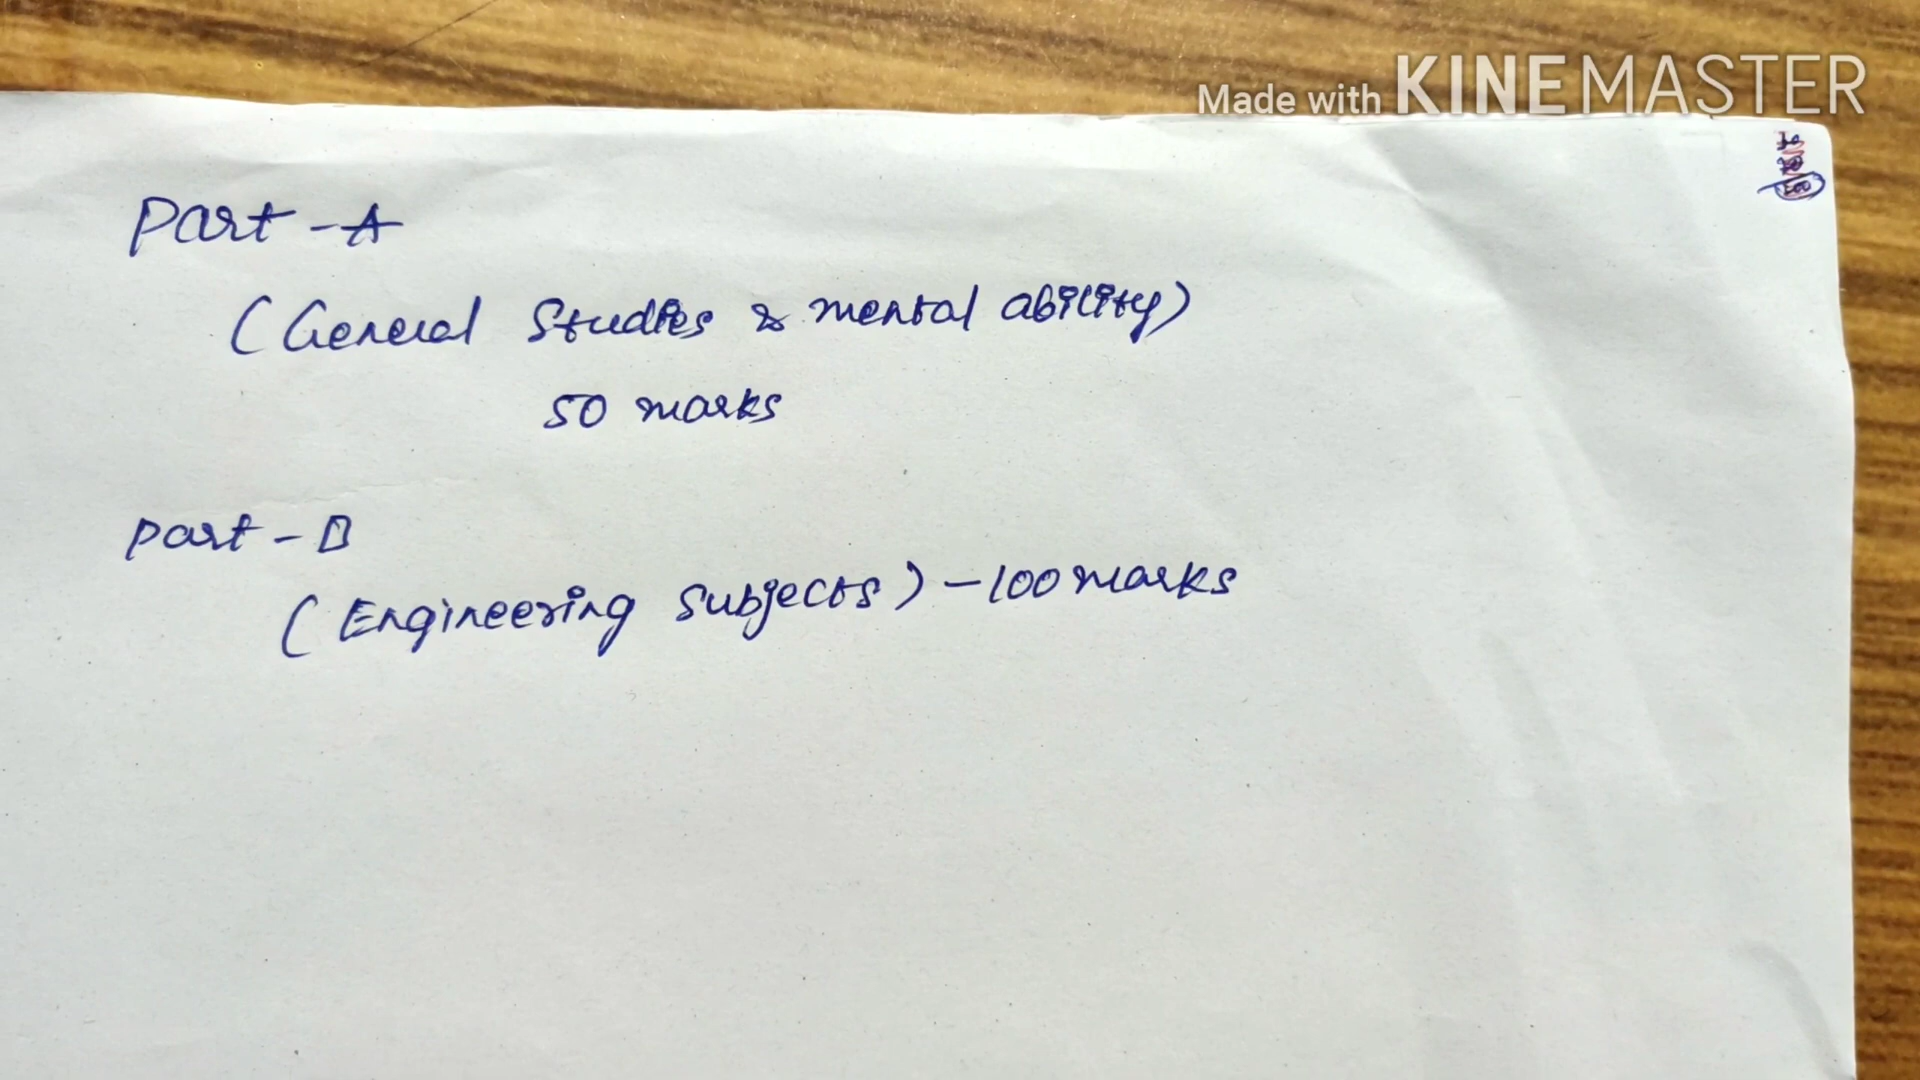 Made with KINEMASTER
Part - A
(General Studies & mental ability)
50 marks
part - B
(Engineering Subjects) - 100 marks